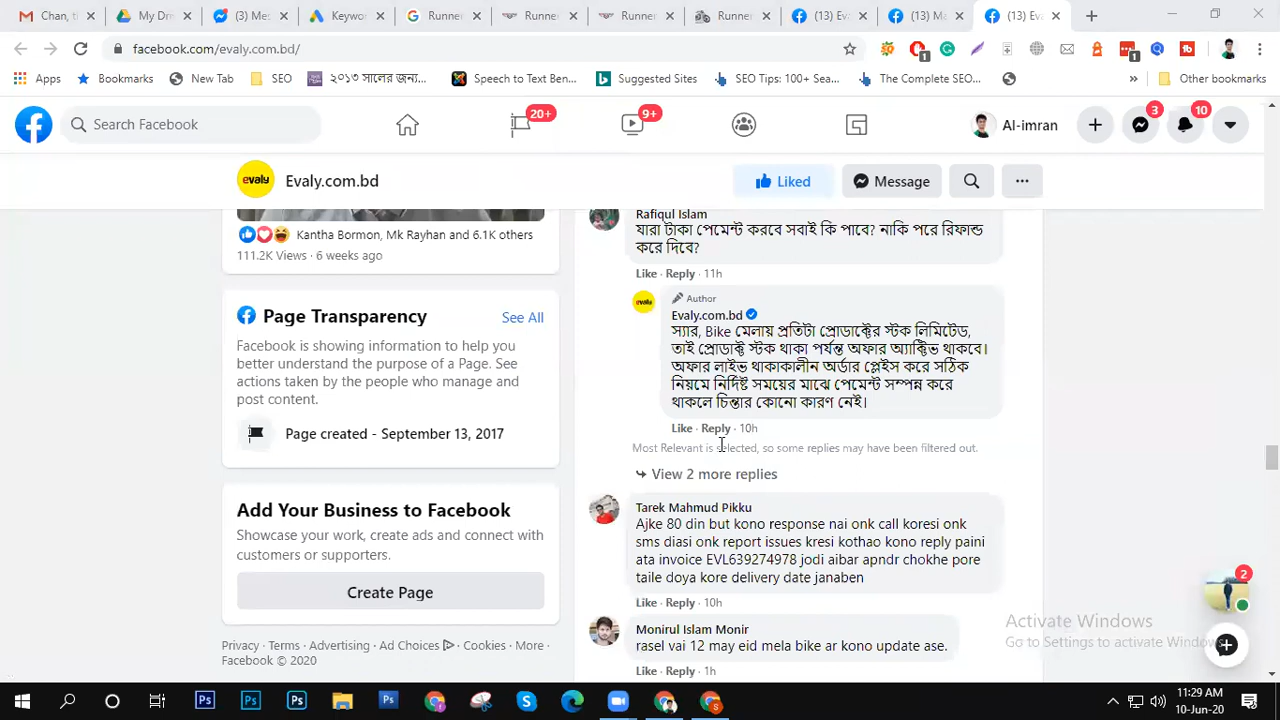 Chan, ti
My Dr
(3) Mes
Keyword
Runne
Runner
Runner
Runner
(13) Ev
(13) Ma
(13) Eva
facebook.com/evaly.com.bd/
Apps
Bookmarks
New Tab
SEO
২০১৩ সালের জন্য...
Speech to Text Ben...
Suggested Sites
SEO Tips: 100+ Sea...
The Complete SEO...
Other bookmarks
Search Facebook
20+
9+
Al-imran
3
10
evaly
Evaly.com.bd
Liked
Message
Kantha Bormon, Mk Rayhan and 6.1K others
111.2K Views · 6 weeks ago
Page Transparency
See All
Facebook is showing information to help you
better understand the purpose of a Page. See
actions taken by the people who manage and
post content.
Page created - September 13, 2017
Add Your Business to Facebook
Showcase your work, create ads and connect with
customers or supporters.
Create Page
Privacy · Terms · Advertising · Ad Choices · Cookies · More ·
Facebook © 2020
Rafiqul Islam
যারা টাকা পেমেন্ট করবে সবাই কি পাবে? নাকি পরে রিফান্ড
করে দিবে?
Like · Reply · 11h
Author
evaly
Evaly.com.bd
স্যার, Bike মেলায় প্রতিটা প্রোডাক্টের স্টক লিমিটেড,
তাই প্রোডাক্ট স্টক থাকা পর্যন্ত অফার অ্যাক্টিভ থাকবে।
অফার লাইভ থাকাকালীন অর্ডার প্লেইস করে সঠিক
নিয়মে নির্দিষ্ট সময়ের মাঝে পেমেন্ট সম্পন্ন করে
থাকলে চিন্তার কোনো কারণ নেই।
Like · Reply · 10h
Most Relevant is selected, so some replies may have been filtered out.
View 2 more replies
Tarek Mahmud Pikku
Ajke 80 din but kono response nai onk call koresi onk
sms diasi onk report issues kresi kothao kono reply paini
ata invoice EVL639274978 jodi aibar apndr chokhe pore
taile doya kore delivery date janaben
Like · Reply · 10h
Monirul Islam Monir
rasel vai 12 may eid mela bike ar kono update ase.
Like · Reply · 1h
2
Activate Windows
Go to Settings to activate Windows.
11:29 AM
10-Jun-20